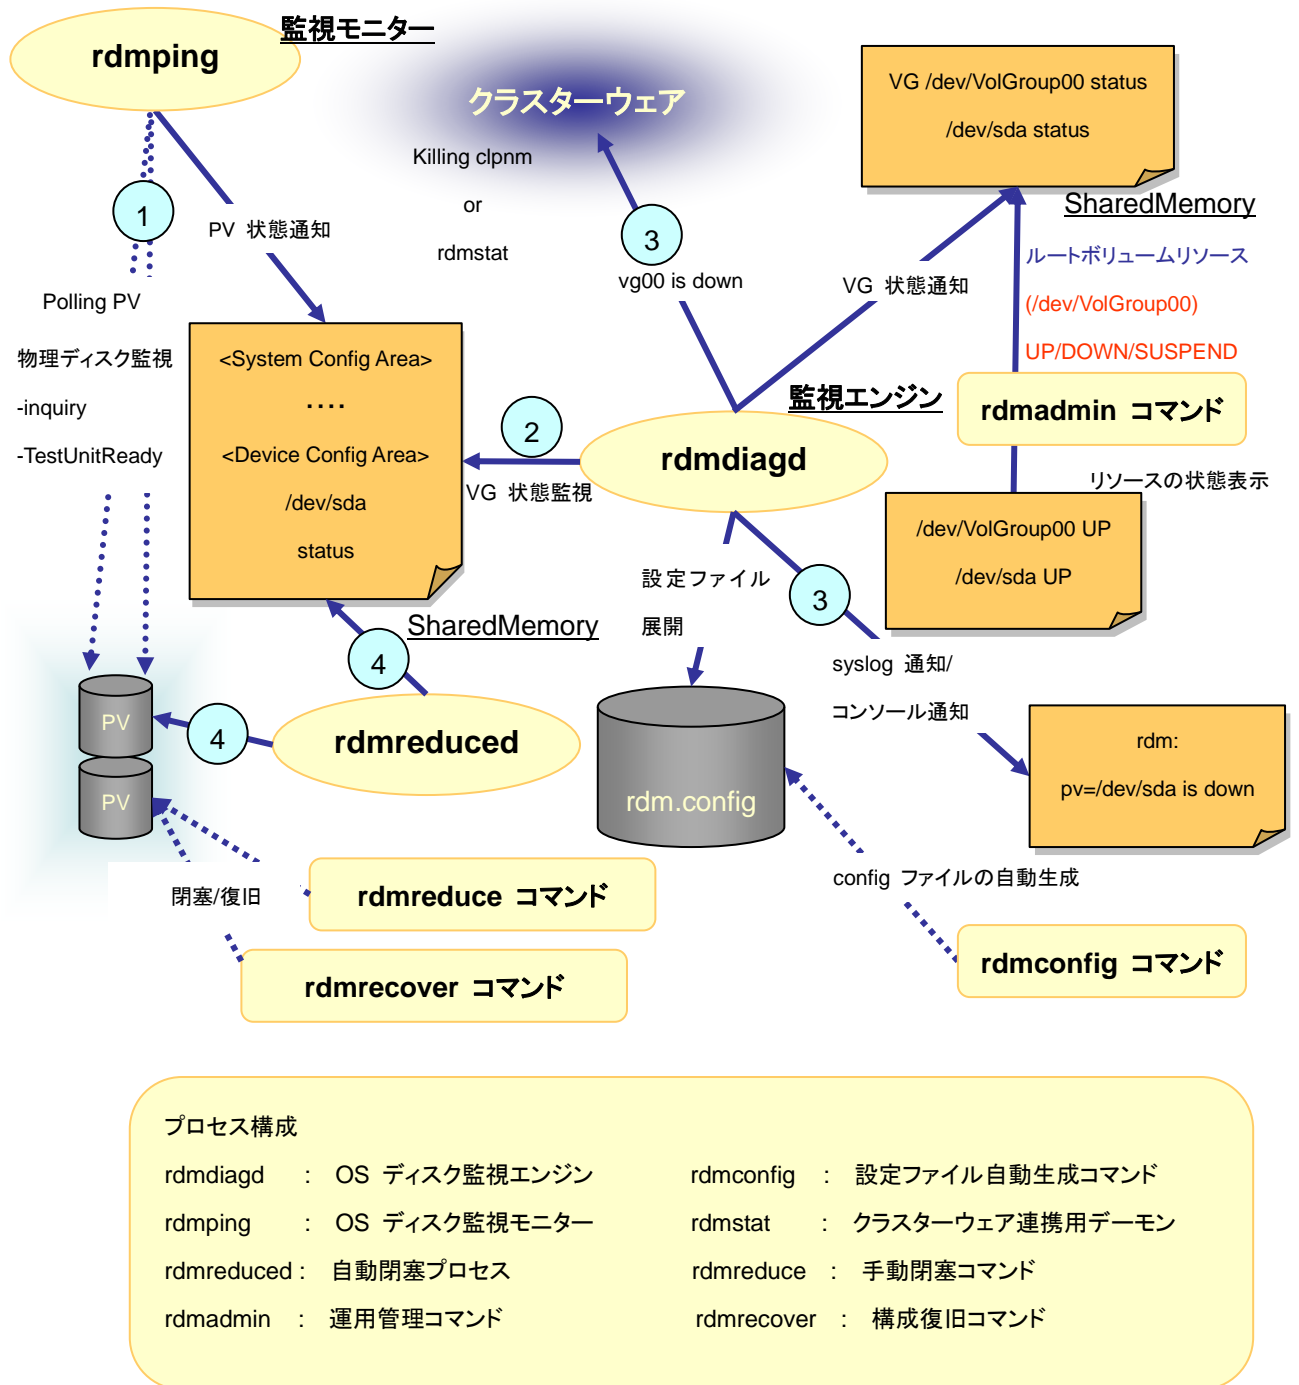 監視モニター
rdmping
クラスターウェア
VG /dev/VolGroup00 status
/dev/sda status
SharedMemory
Killing clpnm
or
rdmstat
1
PV 状態通知
3
vg00 is down
VG 状態通知
ルートボリュームリソース
(/dev/VolGroup00)
UP/DOWN/SUSPEND
Polling PV
物理ディスク監視
-inquiry
-TestUnitReady
<System Config Area>
....
<Device Config Area>
/dev/sda
status
監視エンジン
rdmadmin コマンド
2
rdmdiagd
VG 状態監視
リソースの状態表示
/dev/VolGroup00 UP
/dev/sda UP
設定ファイル
展開
3
SharedMemory
4
syslog 通知/
コンソール通知
PV
4
rdmreduced
rdm:
pv=/dev/sda is down
PV
rdm.config
閉塞/復旧
rdmreduce コマンド
config ファイルの自動生成
rdmrecover コマンド
rdmconfig コマンド
プロセス構成
rdmdiagd : OS ディスク監視エンジン
rdmconfig : 設定ファイル自動生成コマンド
rdmping : OS ディスク監視モニター
rdmstat : クラスターウェア連携用デーモン
rdmreduced : 自動閉塞プロセス
rdmreduce : 手動閉塞コマンド
rdmadmin : 運用管理コマンド
rdmrecover : 構成復旧コマンド